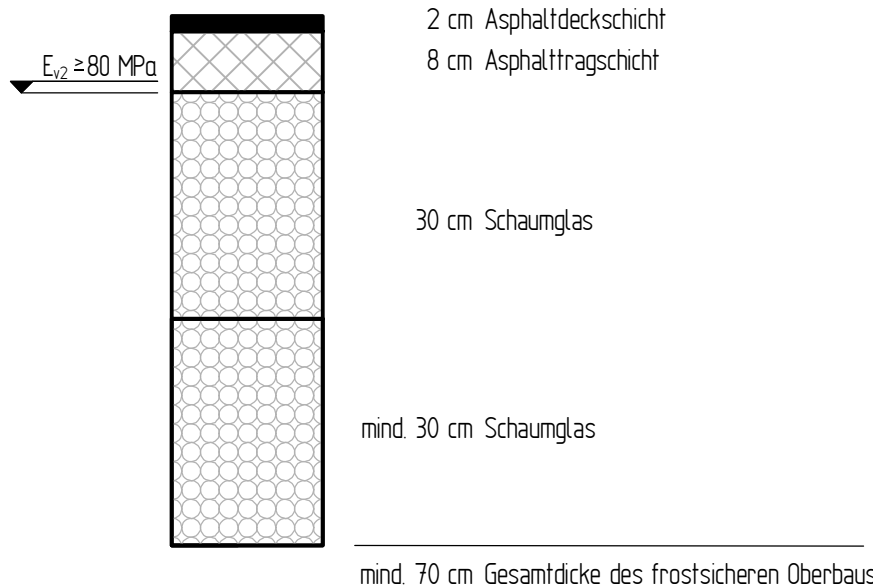 2 cm Asphaltdeckschicht
8 cm Asphalttragschicht
Ev2 ≥80 MPa
30 cm Schaumglas
mind. 30 cm Schaumglas
mind. 70 cm Gesamtdicke des frostsicheren Oberbaus